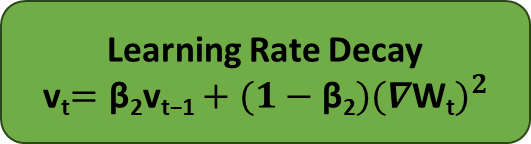 Learning Rate Decay
vₜ= β₂vₜ₋₁ + (1 − β₂)(∇Wₜ)²